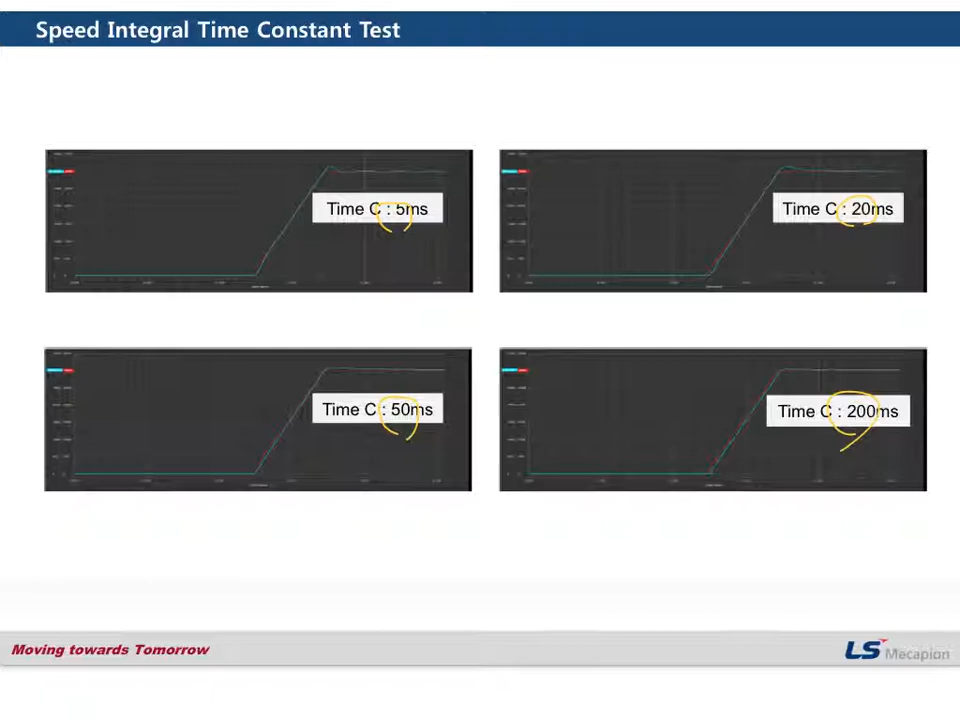 Speed Integral Time Constant Test
Time C : 5ms
Time C : 20ms
Time C : 50ms
Time C : 200ms
Moving towards Tomorrow
LS Mecapion